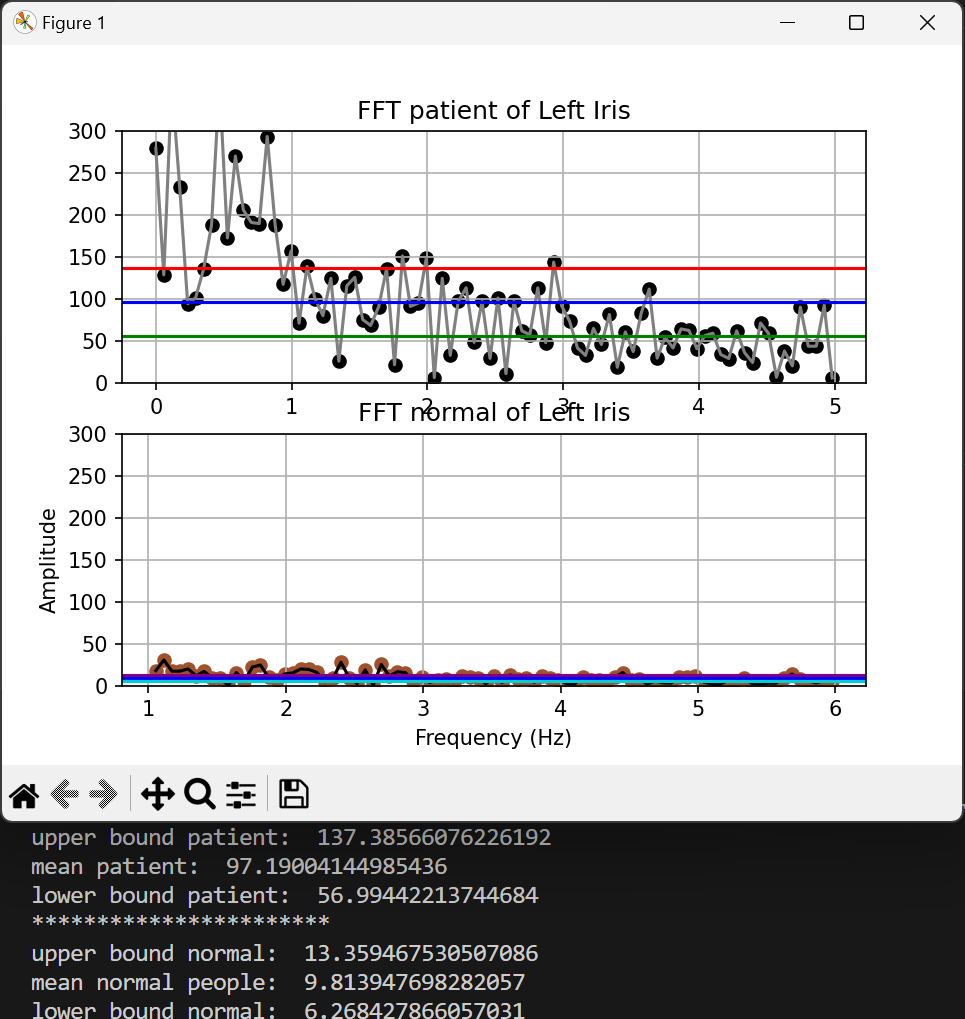 Figure 1
FFT patient of Left Iris
300
250
200
150
100
50
0
0 1 2 3 4 5
FFT normal of Left Iris
300
250
200
150
100
50
0
Amplitude
1 2 3 4 5 6
Frequency (Hz)
upper bound patient:  137.38566076226192
mean patient:  97.19004144985436
lower bound patient:  56.99442213744684
***********************
upper bound normal:  13.359467530507086
mean normal people:  9.813947698282057
lower bound normal:  6.268427866057031